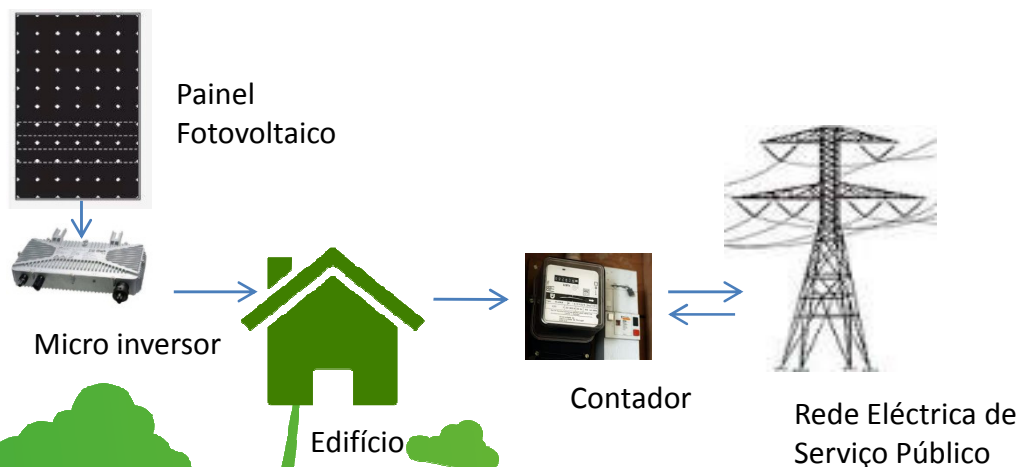 Painel
Fotovoltaico
Micro inversor
Edifício
Contador
Rede Eléctrica de
Serviço Público